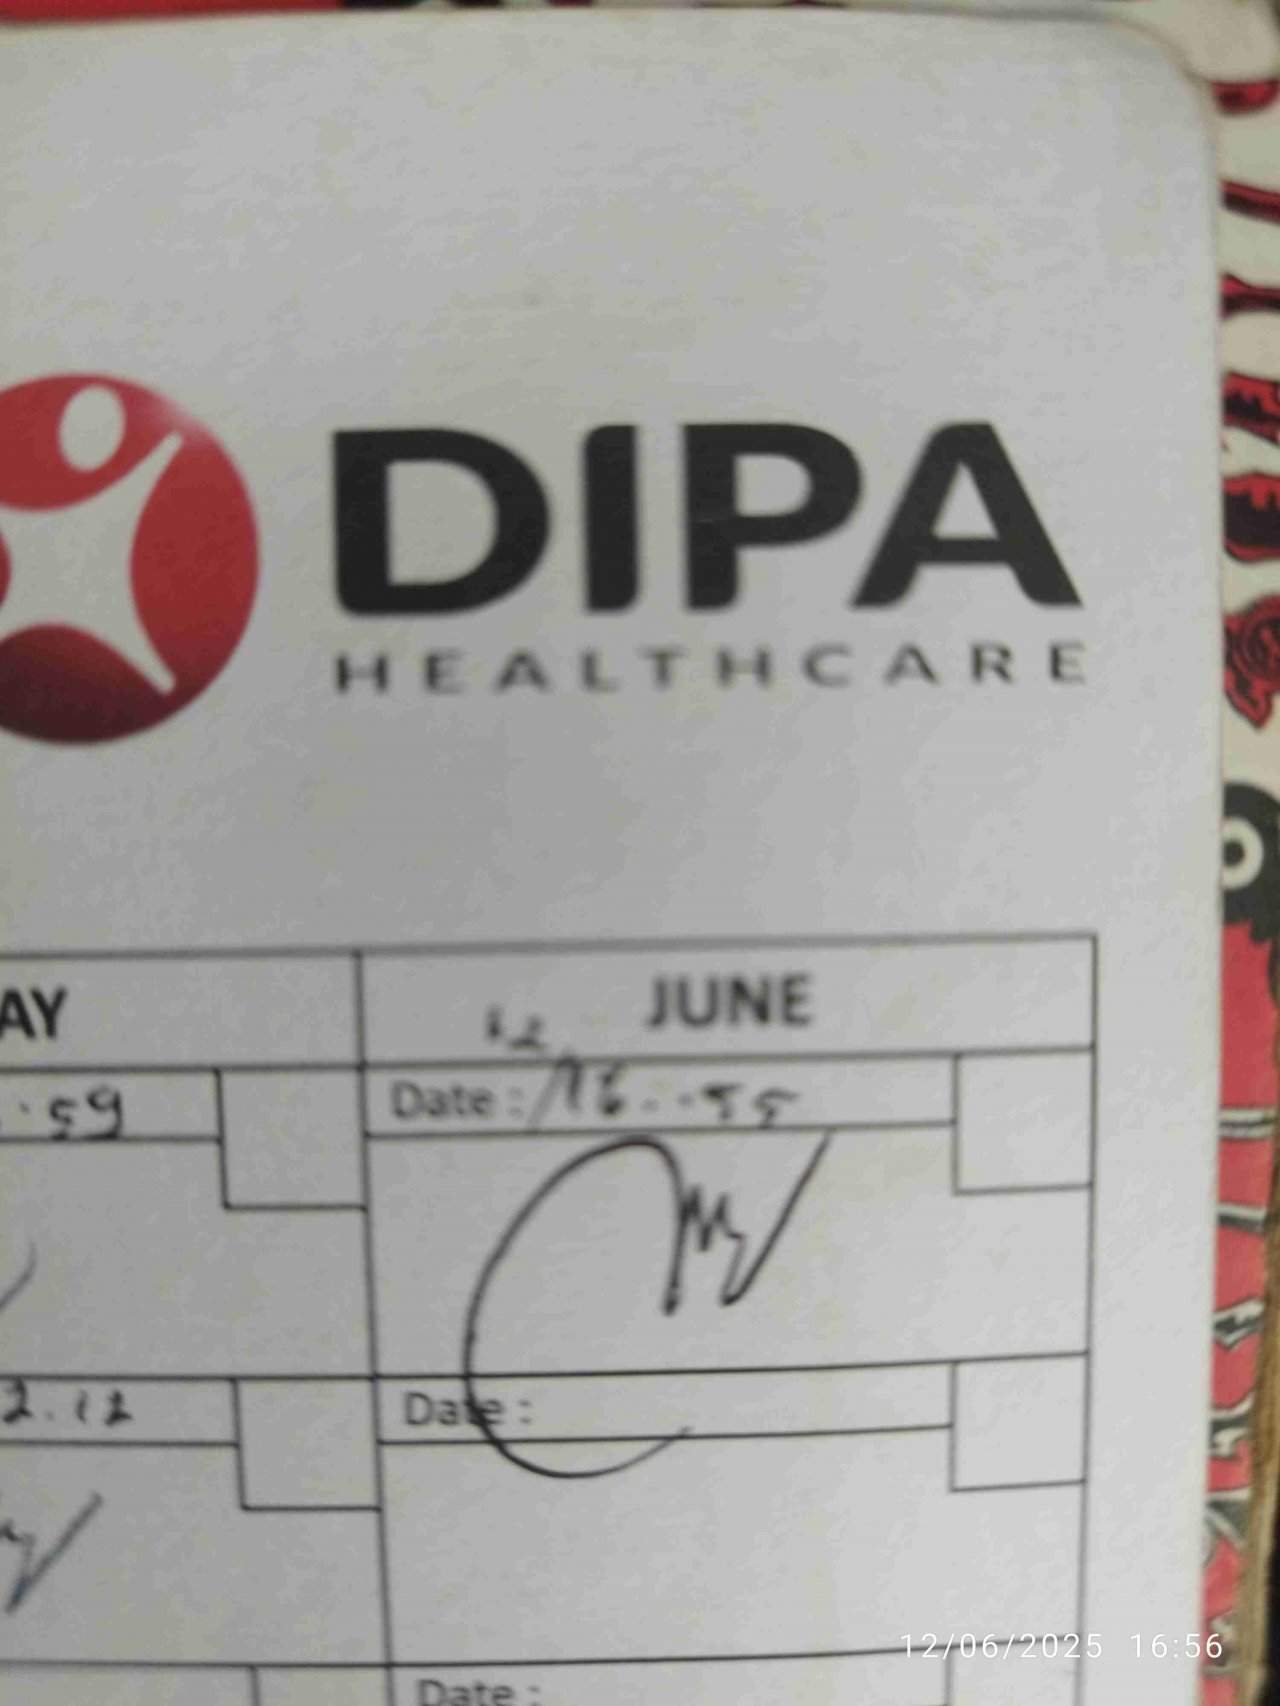 DIPA
HEALTHCARE
AY JUNE
12
.59 Date : /16..55
2.12 Date :
Date :
12/06/2025 16:56